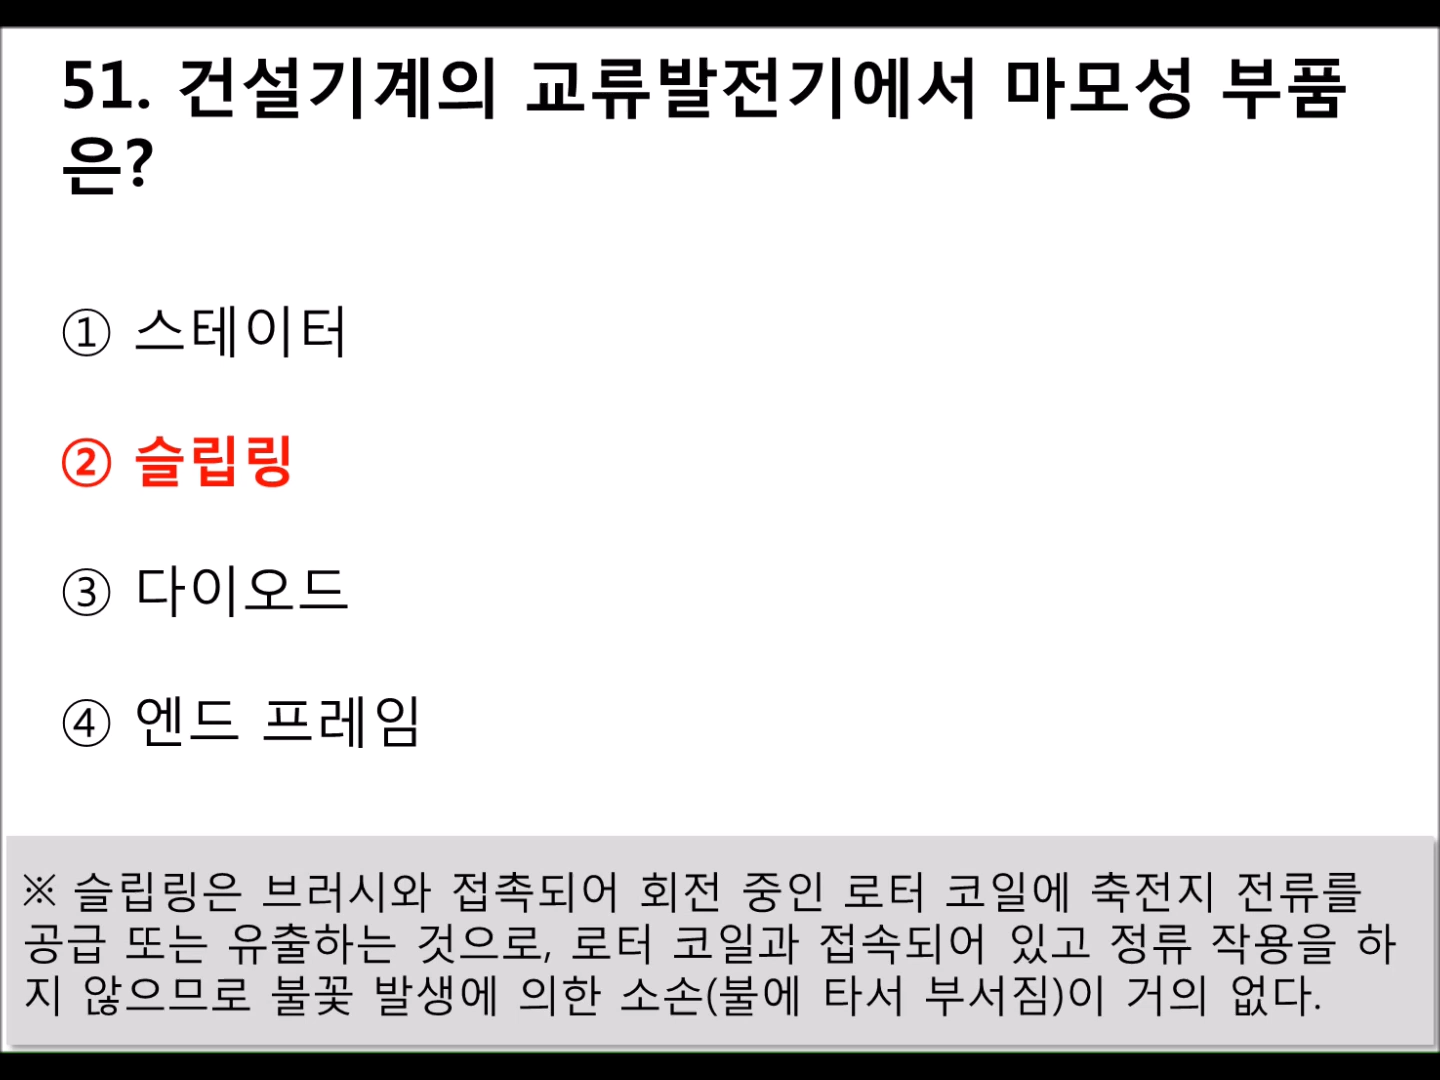 51. 건설기계의 교류발전기에서 마모성 부품
은?
① 스테이터
② 슬립링
③ 다이오드
④ 엔드 프레임
※ 슬립링은 브러시와 접촉되어 회전 중인 로터 코일에 축전지 전류를
공급 또는 유출하는 것으로, 로터 코일과 접속되어 있고 정류 작용을 하
지 않으므로 불꽃 발생에 의한 소손(불에 타서 부서짐)이 거의 없다.